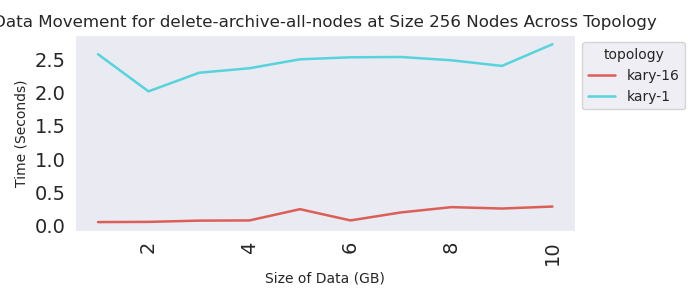 Data Movement for delete-archive-all-nodes at Size 256 Nodes Across Topology
topology
kary-16
kary-1
Time (Seconds)
2.5
2.0
1.5
1.0
0.5
0.0
2
4
6
8
10
Size of Data (GB)